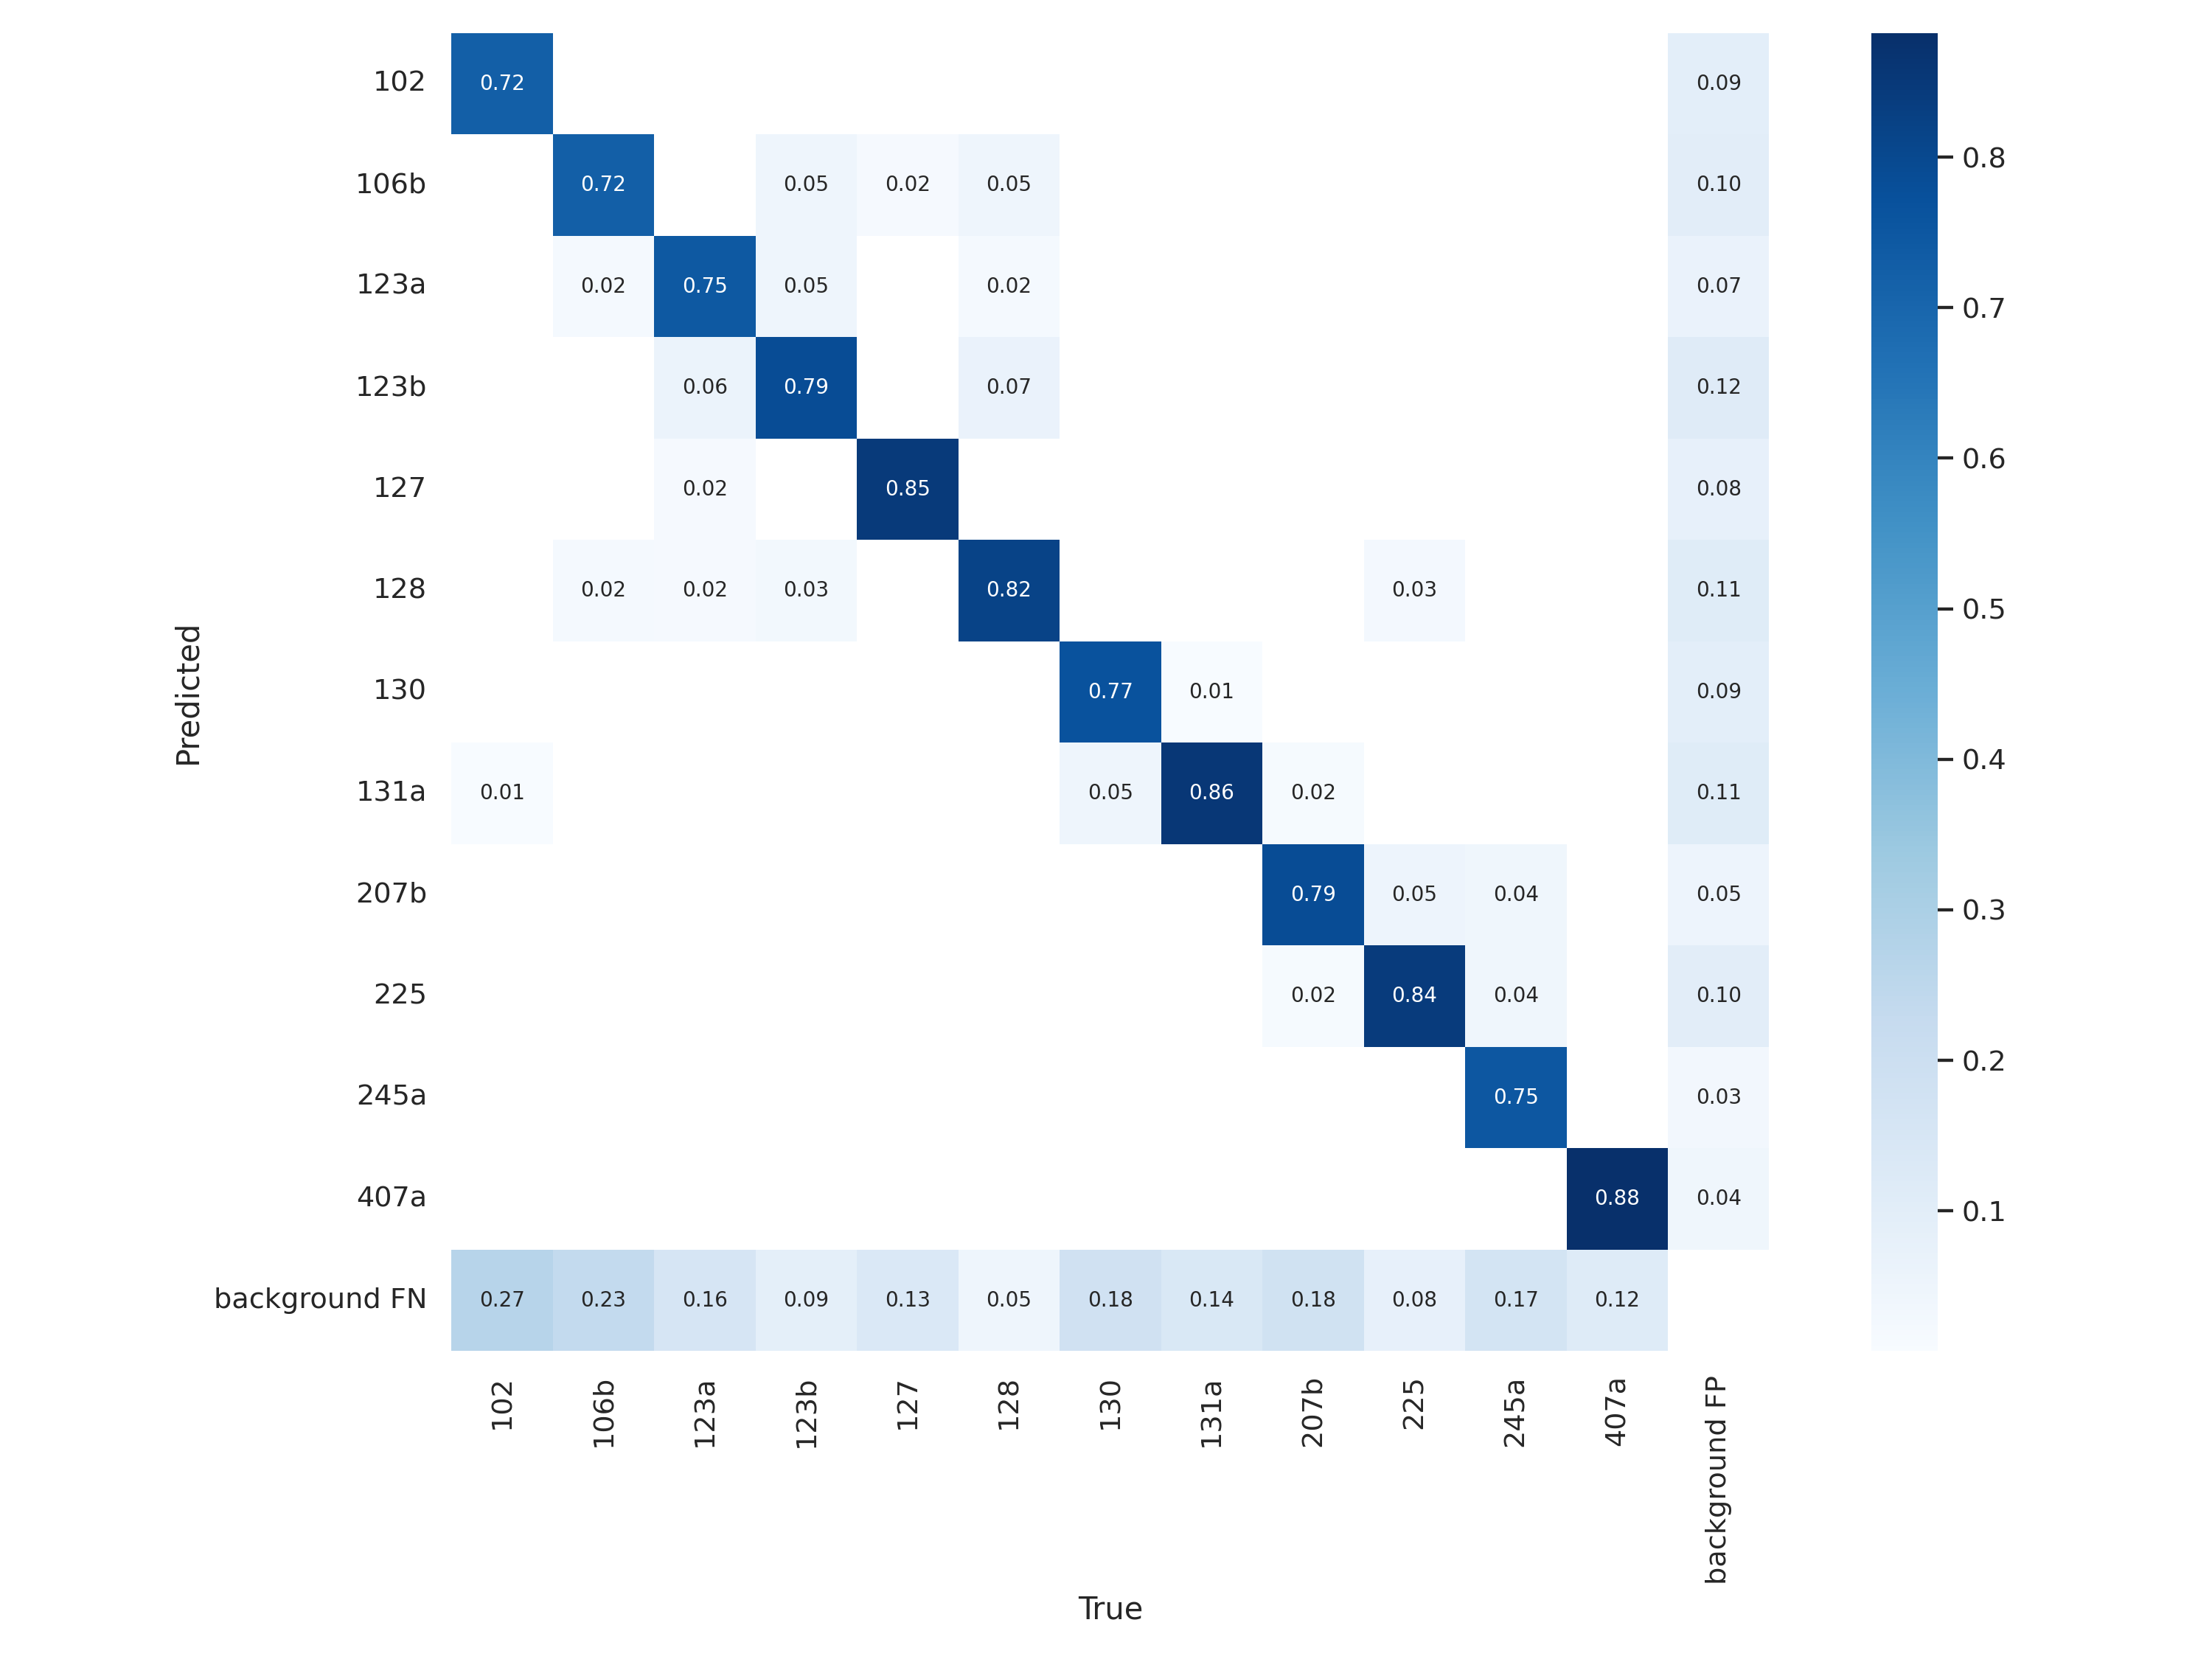 102 0.72 0.09
106b 0.72 0.05 0.02 0.05 0.10
123a 0.02 0.75 0.05 0.02 0.07
123b 0.06 0.79 0.07 0.12
127 0.02 0.85 0.08
128 0.02 0.02 0.03 0.82 0.03 0.11
130 0.77 0.01 0.09
131a 0.01 0.05 0.86 0.02 0.11
207b 0.79 0.05 0.04 0.05
225 0.02 0.84 0.04 0.10
245a 0.75 0.03
407a 0.88 0.04
background FN 0.27 0.23 0.16 0.09 0.13 0.05 0.18 0.14 0.18 0.08 0.17 0.12
102 106b 123a 123b 127 128 130 131a 207b 225 245a 407a background FP
True
Predicted
0.8
0.7
0.6
0.5
0.4
0.3
0.2
0.1